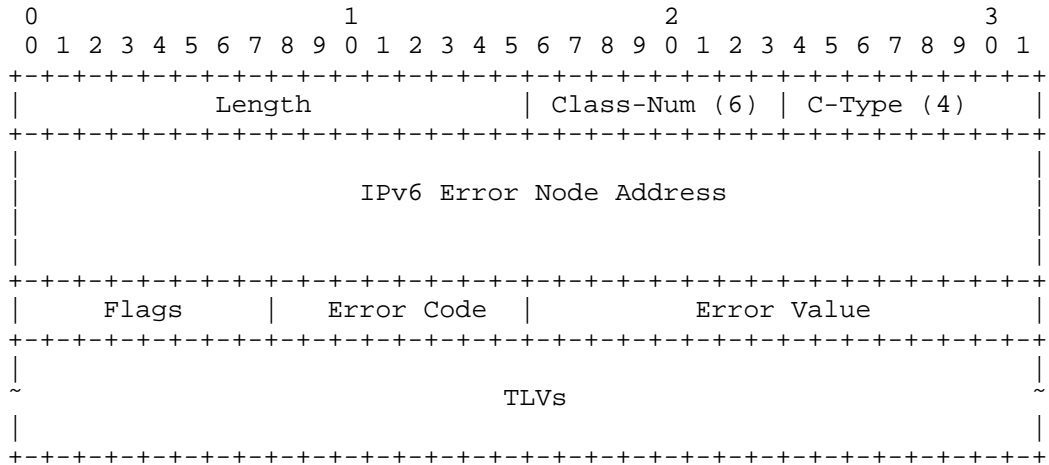 0                   1                   2                   3
 0 1 2 3 4 5 6 7 8 9 0 1 2 3 4 5 6 7 8 9 0 1 2 3 4 5 6 7 8 9 0 1
+-+-+-+-+-+-+-+-+-+-+-+-+-+-+-+-+-+-+-+-+-+-+-+-+-+-+-+-+-+-+-+-+
|            Length             | Class-Num (6) | C-Type (4)    |
+-+-+-+-+-+-+-+-+-+-+-+-+-+-+-+-+-+-+-+-+-+-+-+-+-+-+-+-+-+-+-+-+
|                                                               |
|                     IPv6 Error Node Address                   |
|                                                               |
|                                                               |
+-+-+-+-+-+-+-+-+-+-+-+-+-+-+-+-+-+-+-+-+-+-+-+-+-+-+-+-+-+-+-+-+
|     Flags     |   Error Code  |          Error Value          |
+-+-+-+-+-+-+-+-+-+-+-+-+-+-+-+-+-+-+-+-+-+-+-+-+-+-+-+-+-+-+-+-+
|                                                               |
~                              TLVs                             ~
|                                                               |
+-+-+-+-+-+-+-+-+-+-+-+-+-+-+-+-+-+-+-+-+-+-+-+-+-+-+-+-+-+-+-+-+